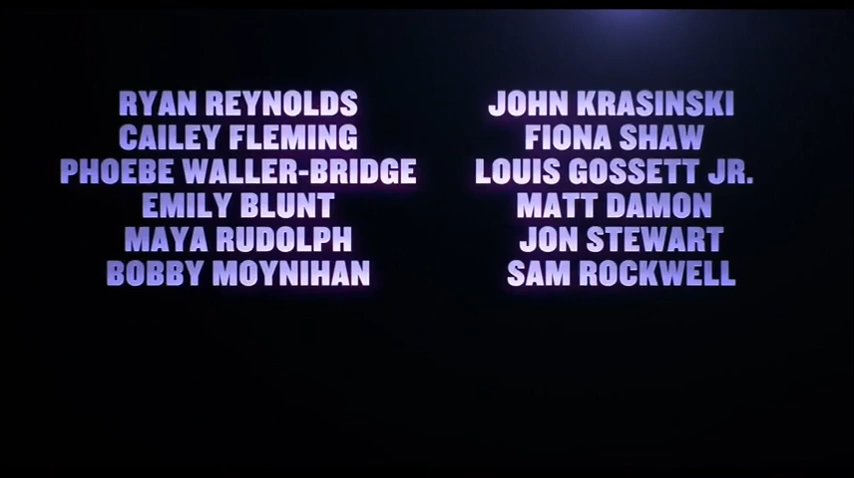 RYAN REYNOLDS
CAILEY FLEMING
PHOEBE WALLER-BRIDGE
EMILY BLUNT
MAYA RUDOLPH
BOBBY MOYNIHAN
JOHN KRASINSKI
FIONA SHAW
LOUIS GOSSETT JR.
MATT DAMON
JON STEWART
SAM ROCKWELL